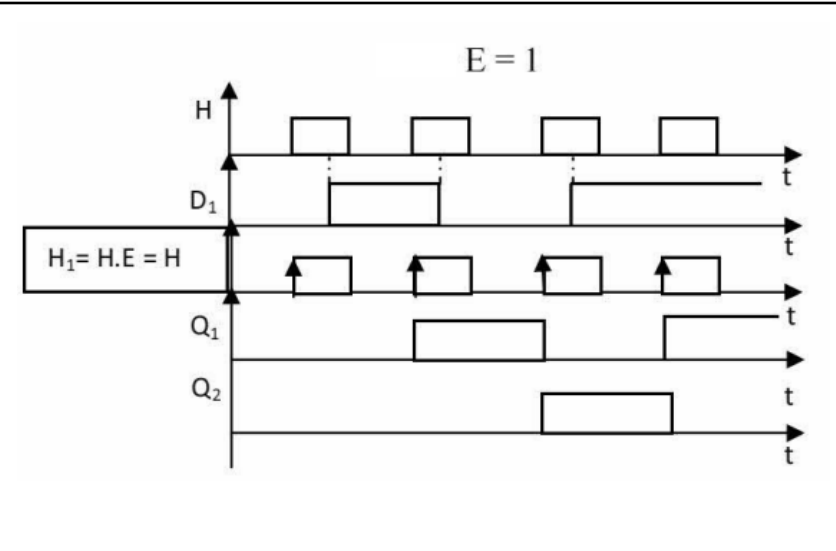 E = 1
H
t
D₁
t
H₁= H.E = H
t
Q₁
Q₂
t
t